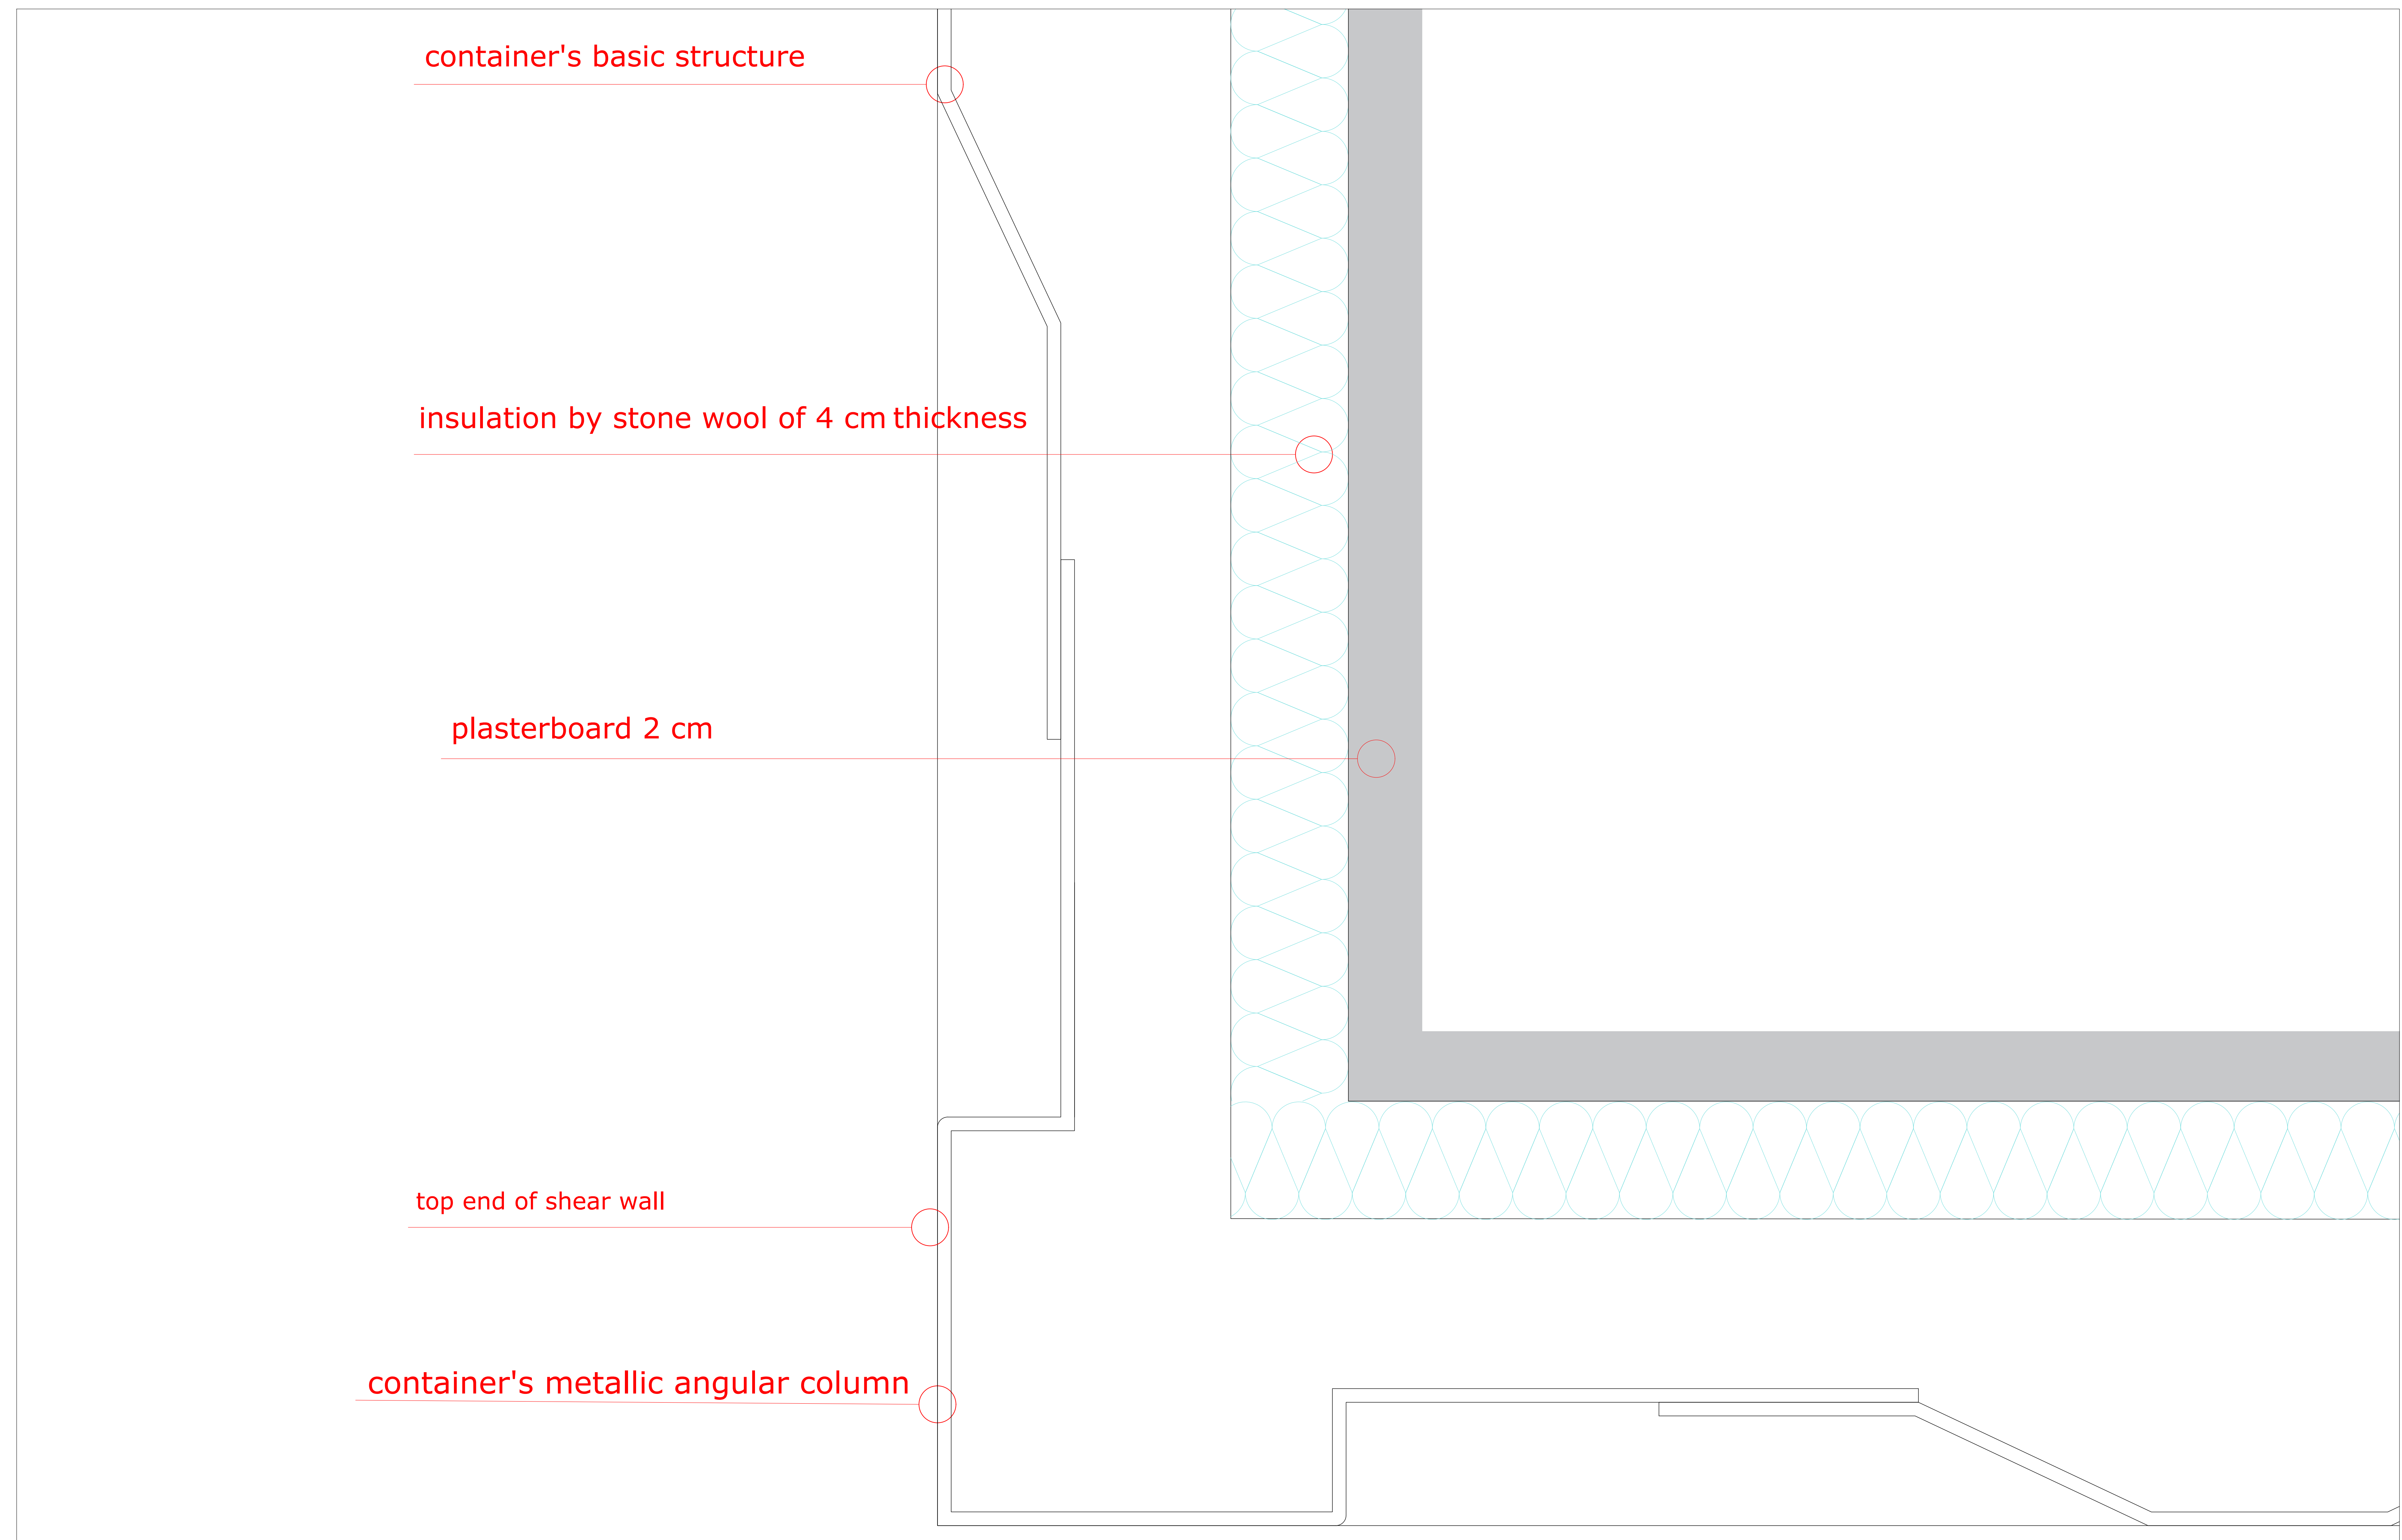 container's basic structure
insulation by stone wool of 4 cm thickness
plasterboard 2 cm
top end of shear wall
container's metallic angular column